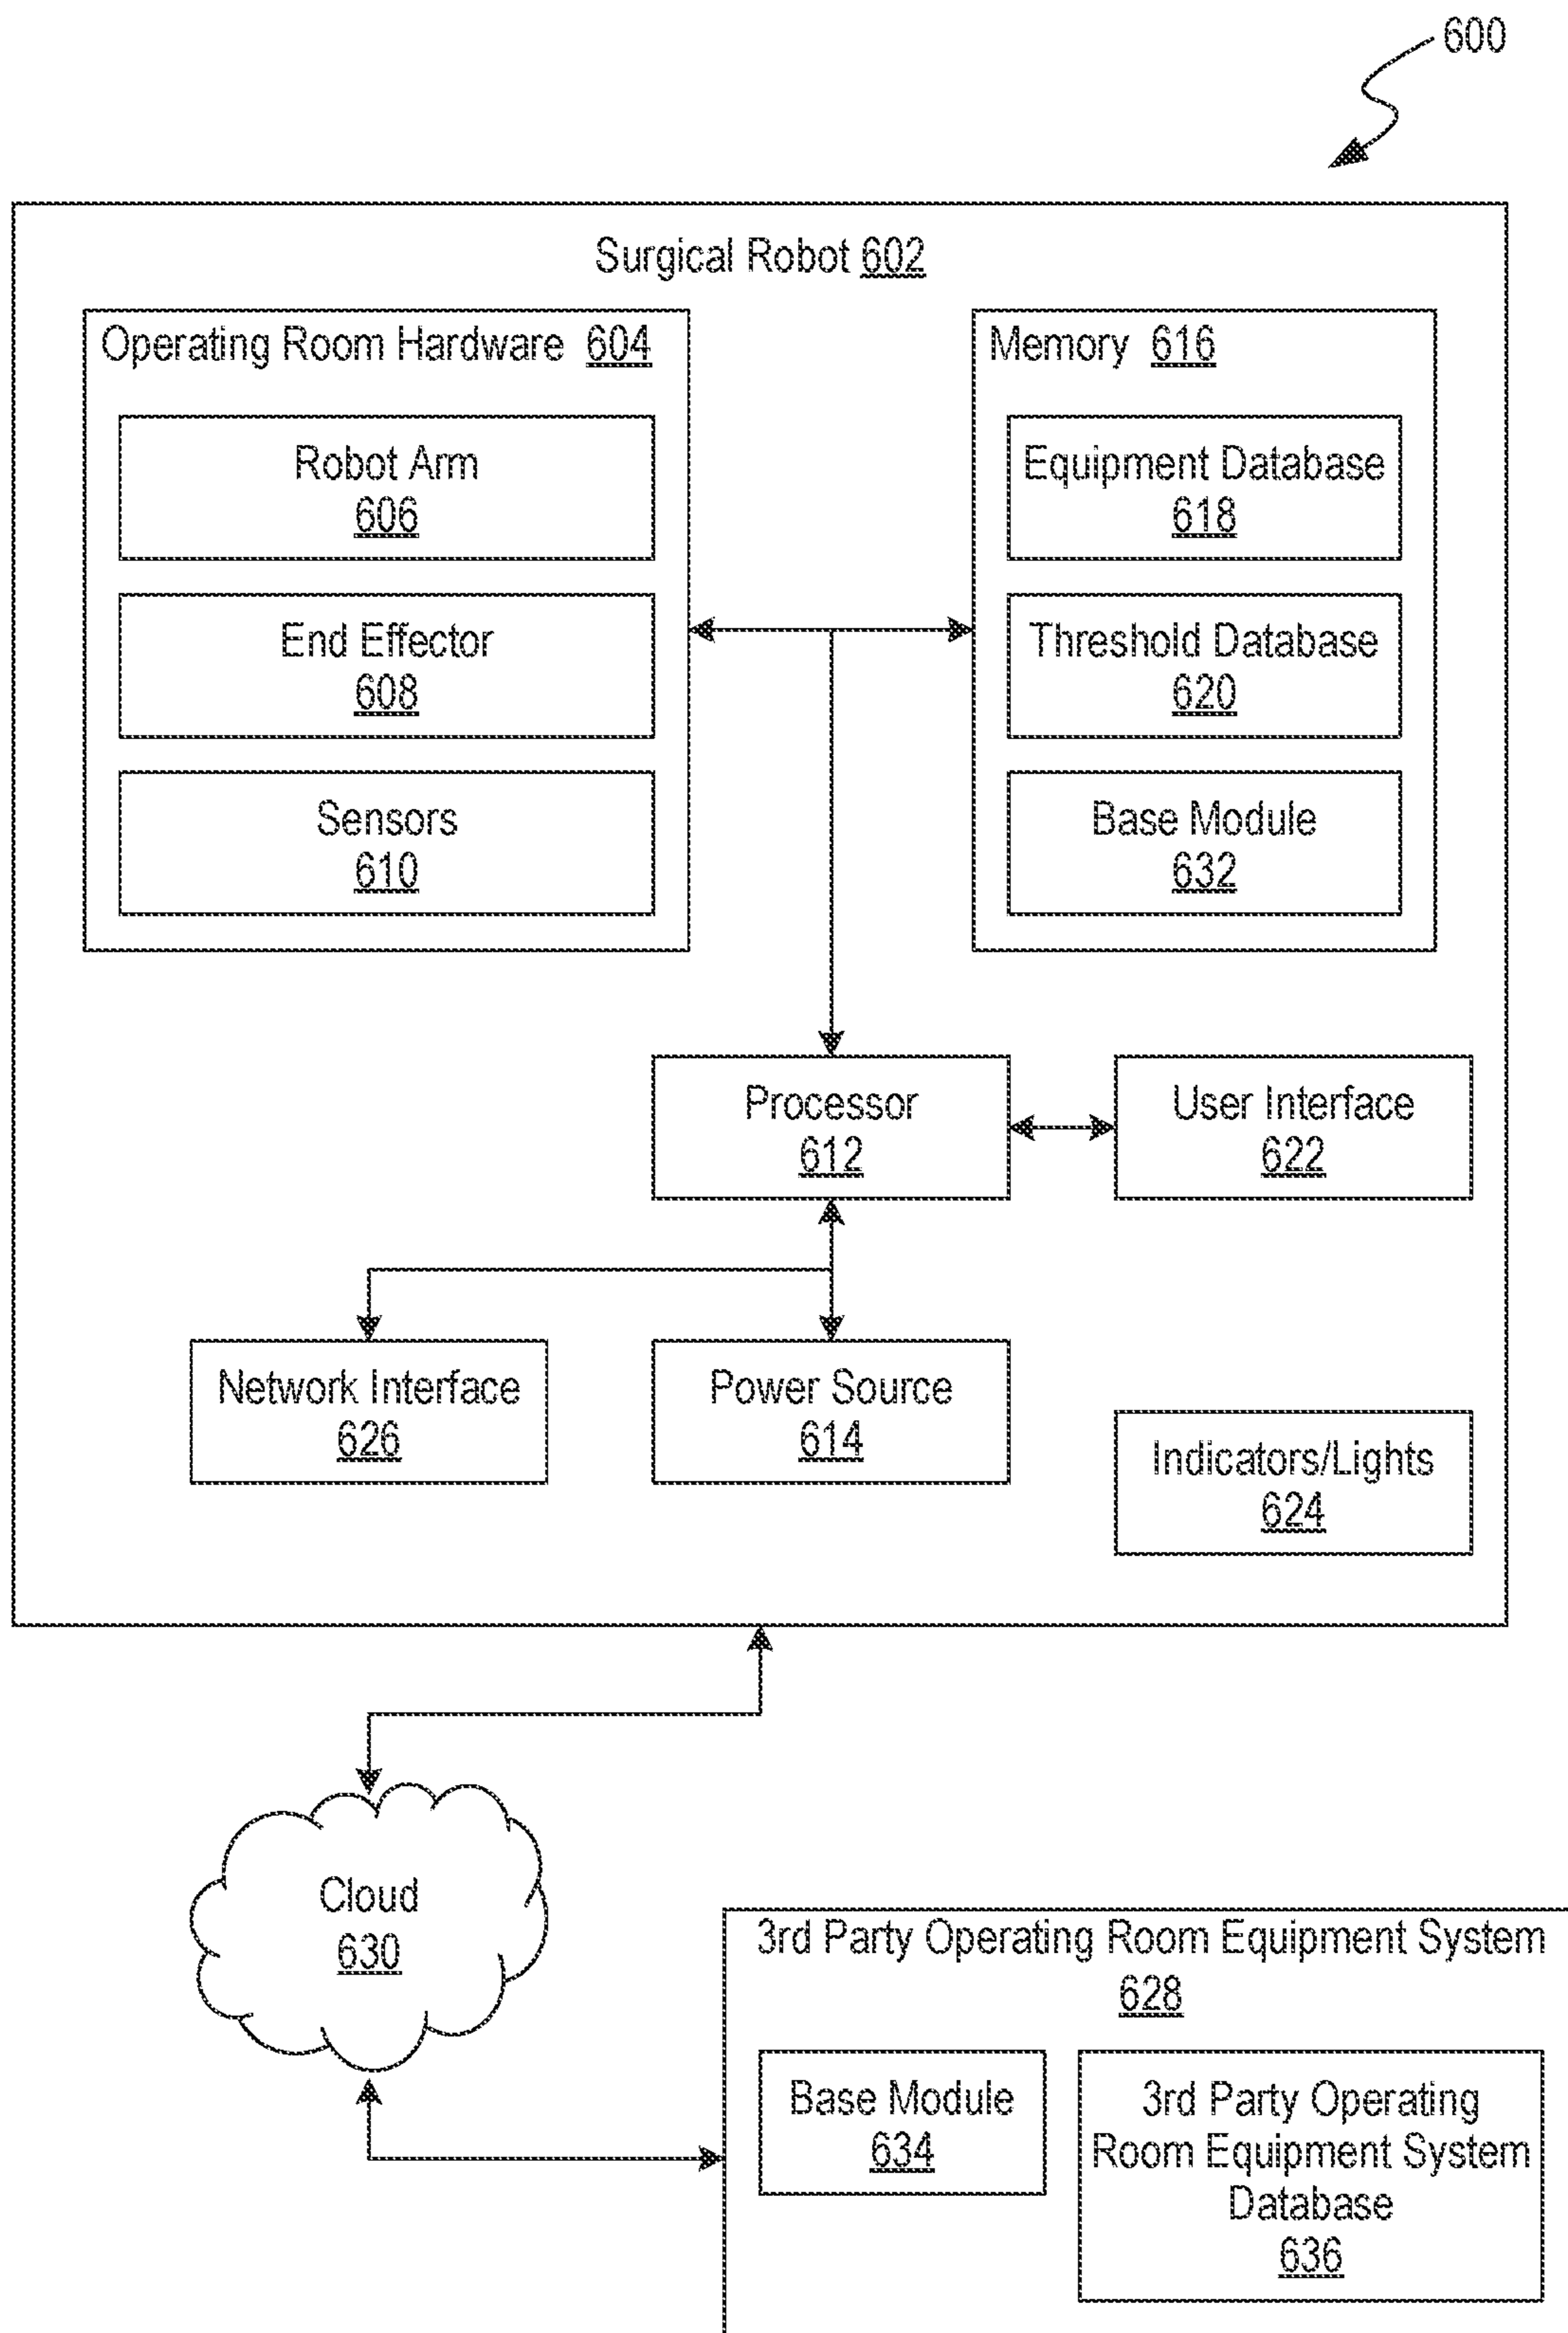 600
Surgical Robot 602
Operating Room Hardware 604
Robot Arm
606
End Effector
608
Sensors
610
Memory 616
Equipment Database
618
Threshold Database
620
Base Module
632
Processor
612
User Interface
622
Network Interface
626
Power Source
614
Indicators/Lights
624
Cloud
630
3rd Party Operating Room Equipment System
628
Base Module
634
3rd Party Operating
Room Equipment System
Database
636